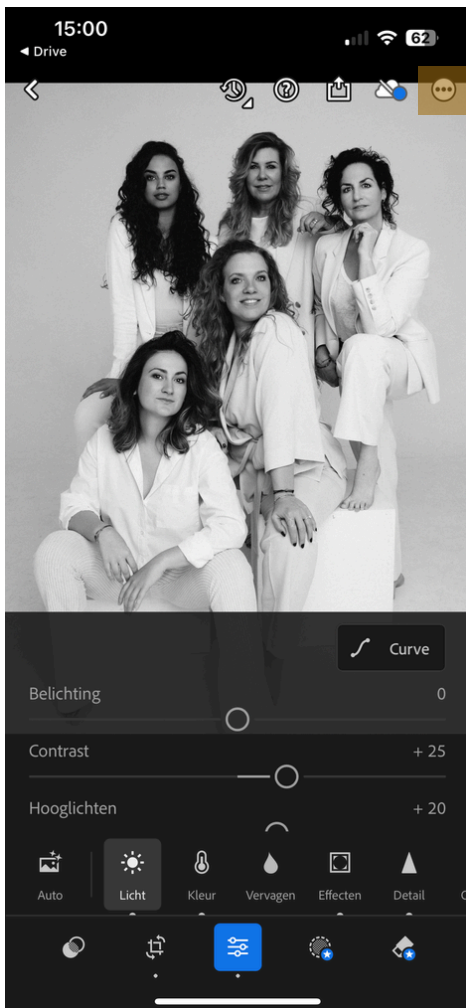 15:00
◀ Drive
62
Curve
Belichting 0
Contrast + 25
Hooglichten + 20
Auto Licht Kleur Vervagen Effecten Detail